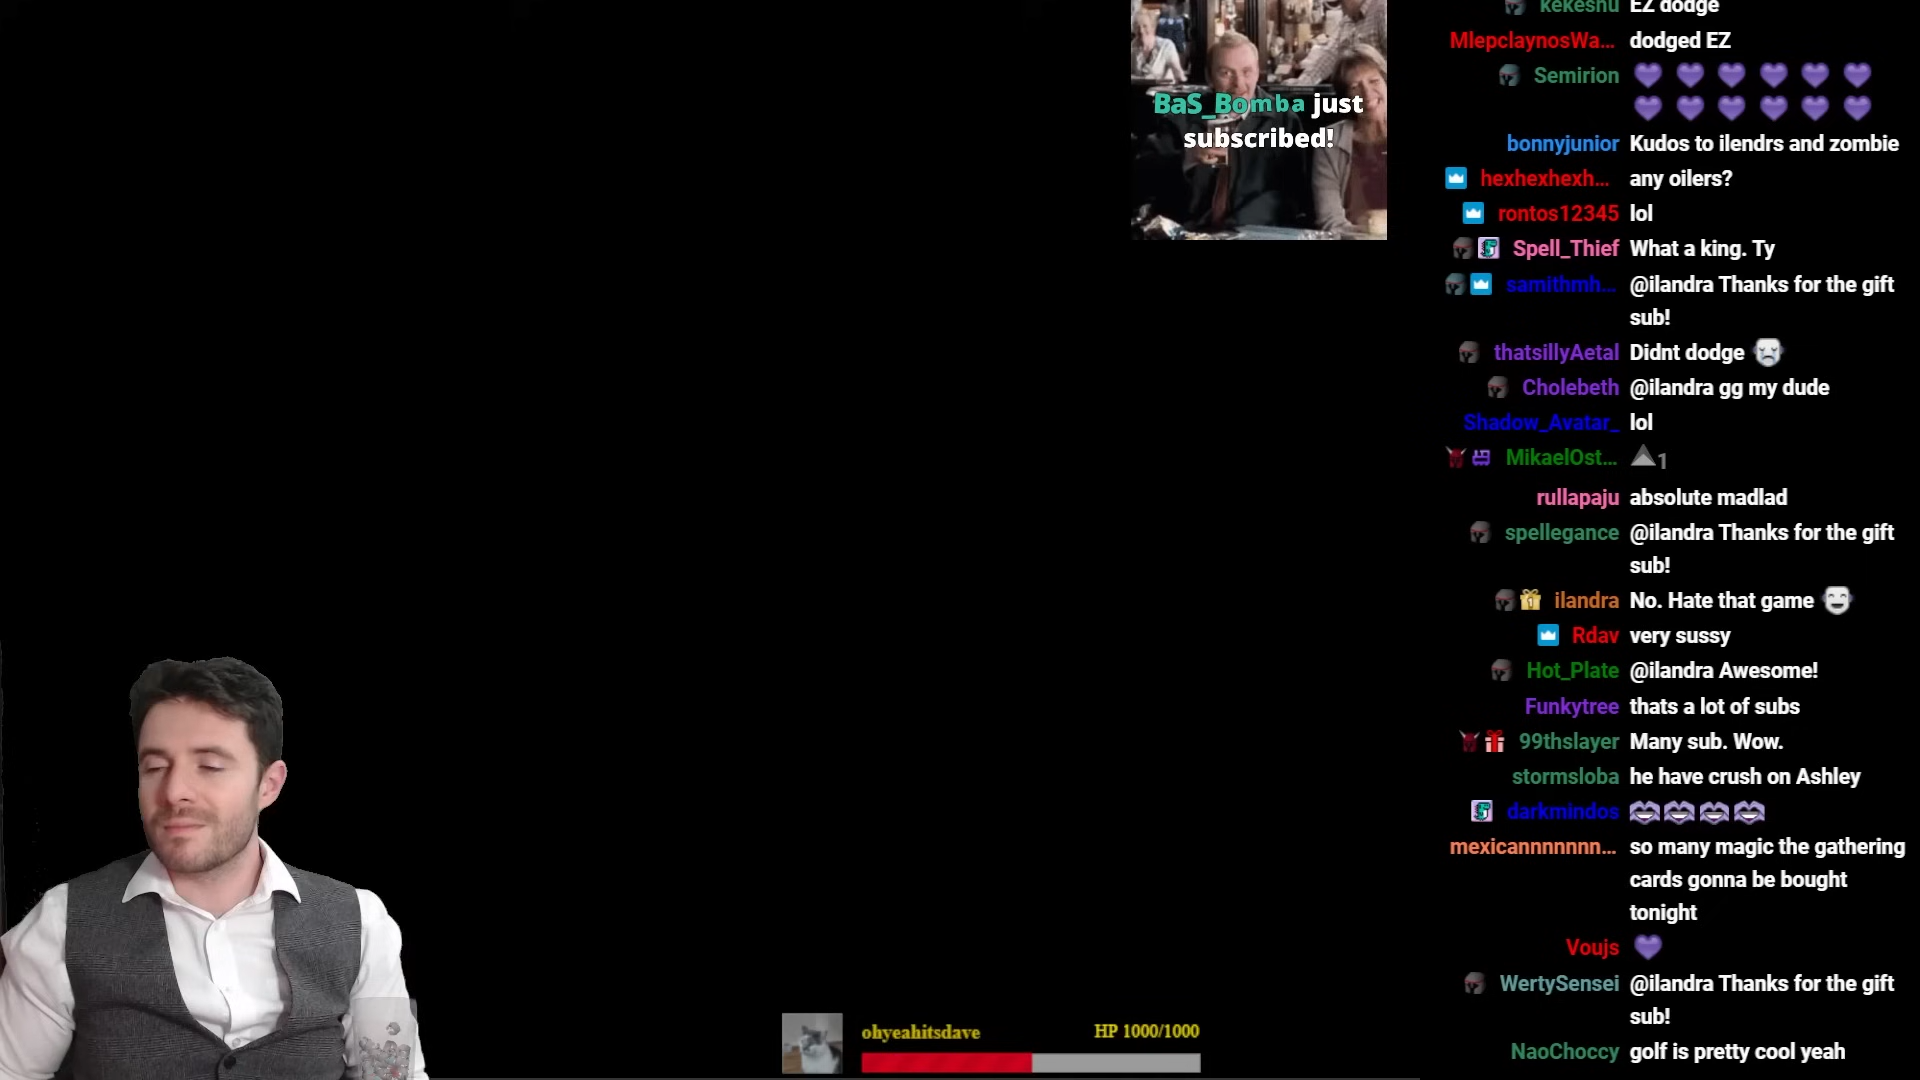 BaS_Bomba just
subscribed!
kekeshu EZ dodge
MlepclaynosWa... dodged EZ
Semirion
bonnyjunior Kudos to ilendrs and zombie
hexhexhexh... any oilers?
rontos12345 lol
Spell_Thief What a king. Ty
samithmh... @ilandra Thanks for the gift
sub!
thatsillyAetal Didnt dodge
Cholebeth @ilandra gg my dude
Shadow_Avatar_ lol
MikaelOst... 1
rullapaju absolute madlad
spellegance @ilandra Thanks for the gift
sub!
ilandra No. Hate that game
Rdav very sussy
Hot_Plate @ilandra Awesome!
Funkytree thats a lot of subs
99thslayer Many sub. Wow.
stormsloba he have crush on Ashley
darkmindos
mexicannnnnnn... so many magic the gathering
cards gonna be bought
tonight
Voujs
WertySensei @ilandra Thanks for the gift
sub!
NaoChoccy golf is pretty cool yeah
ohyeahitsdave HP 1000/1000